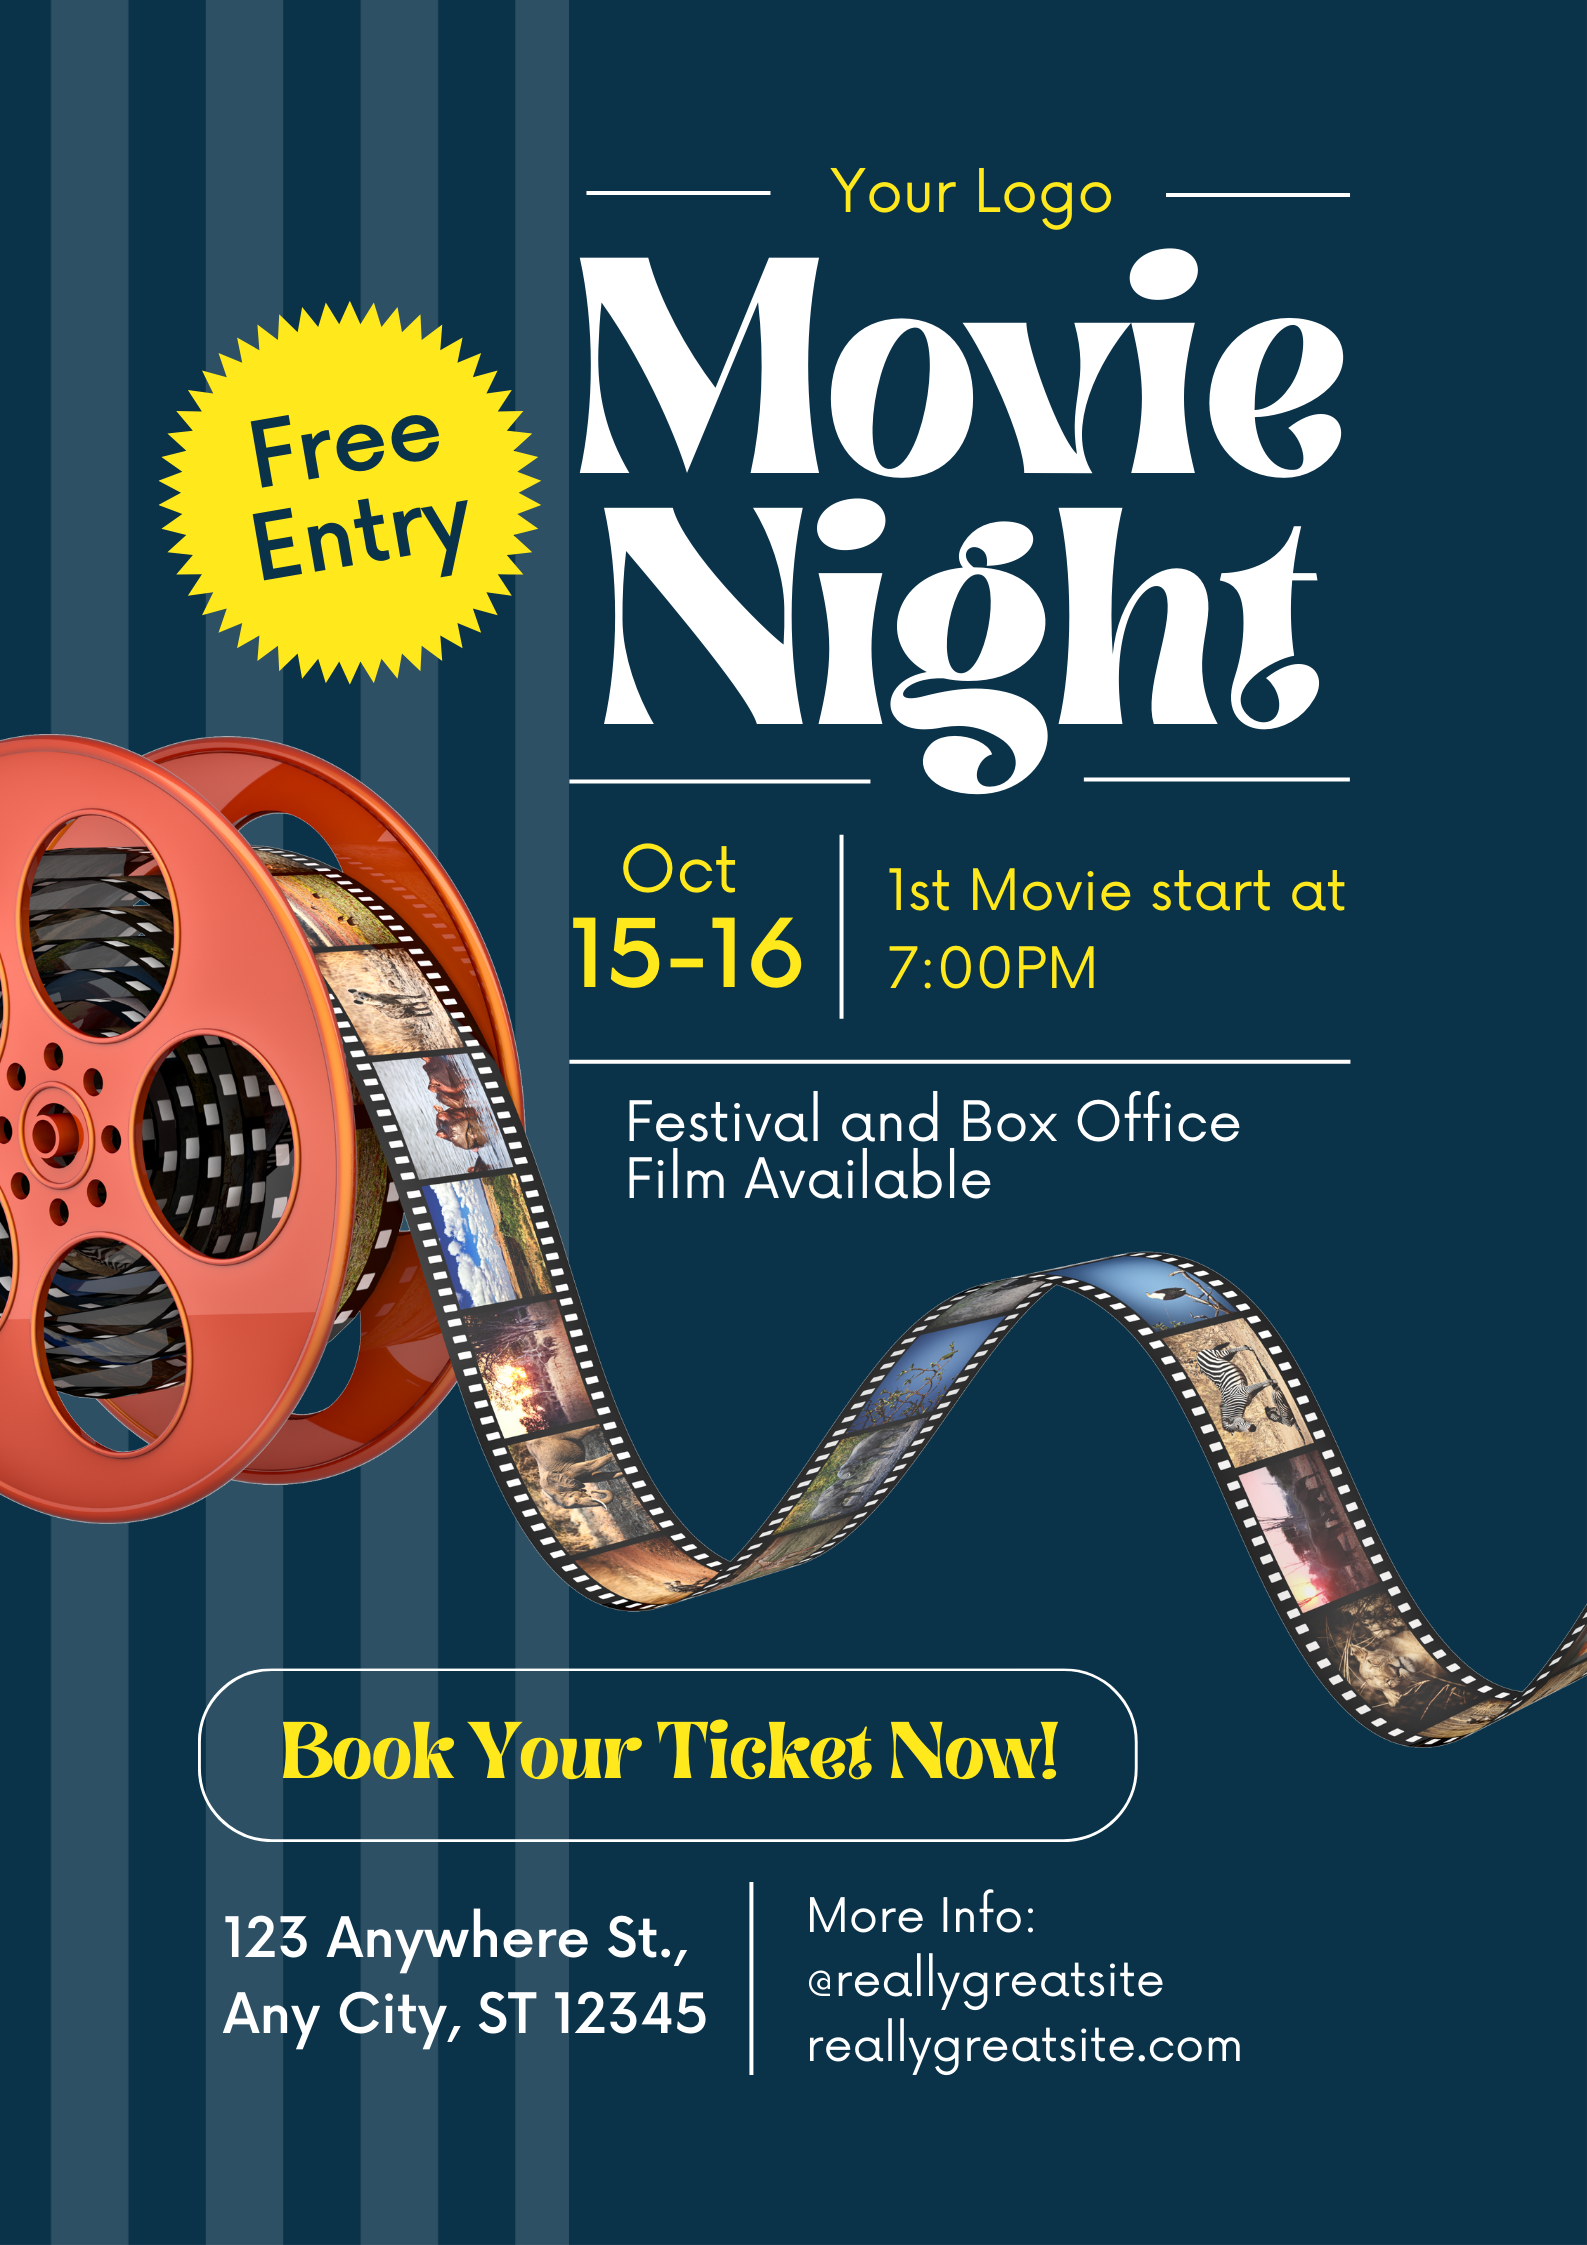 Your Logo
Movie
Night
Free
Entry
Oct
15-16
1st Movie start at
7:00PM
Festival and Box Office
Film Available
Book Your Ticket Now!
123 Anywhere St.,
Any City, ST 12345
More Info:
@reallygreatsite
reallygreatsite.com